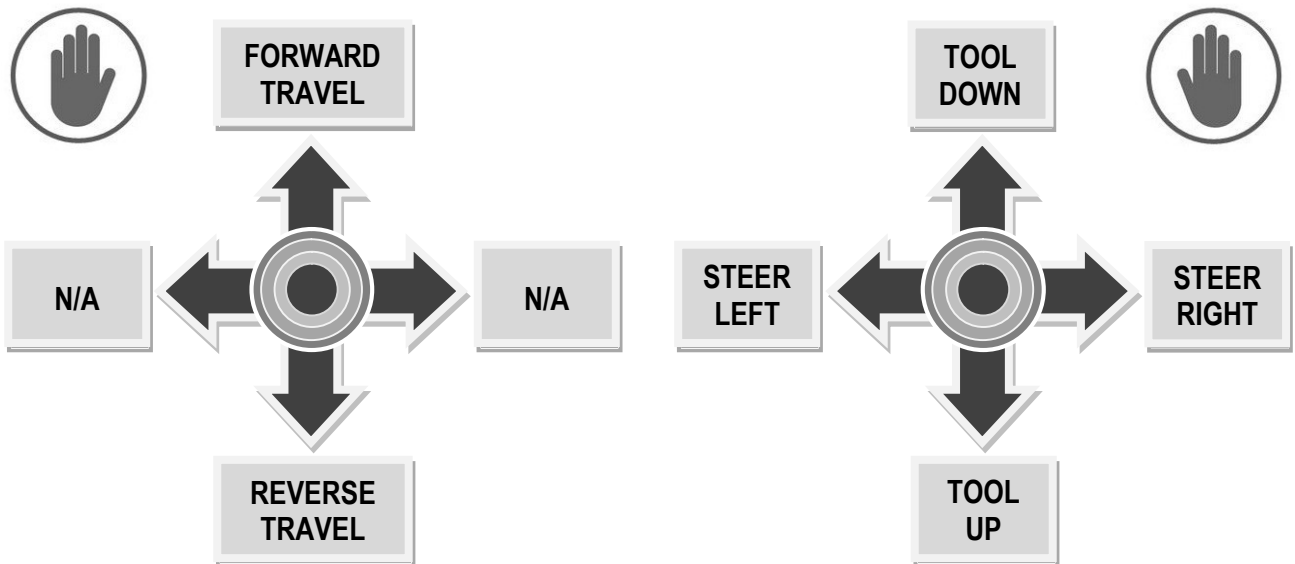 FORWARD
TRAVEL
N/A
N/A
REVERSE
TRAVEL
TOOL
DOWN
STEER
LEFT
STEER
RIGHT
TOOL
UP